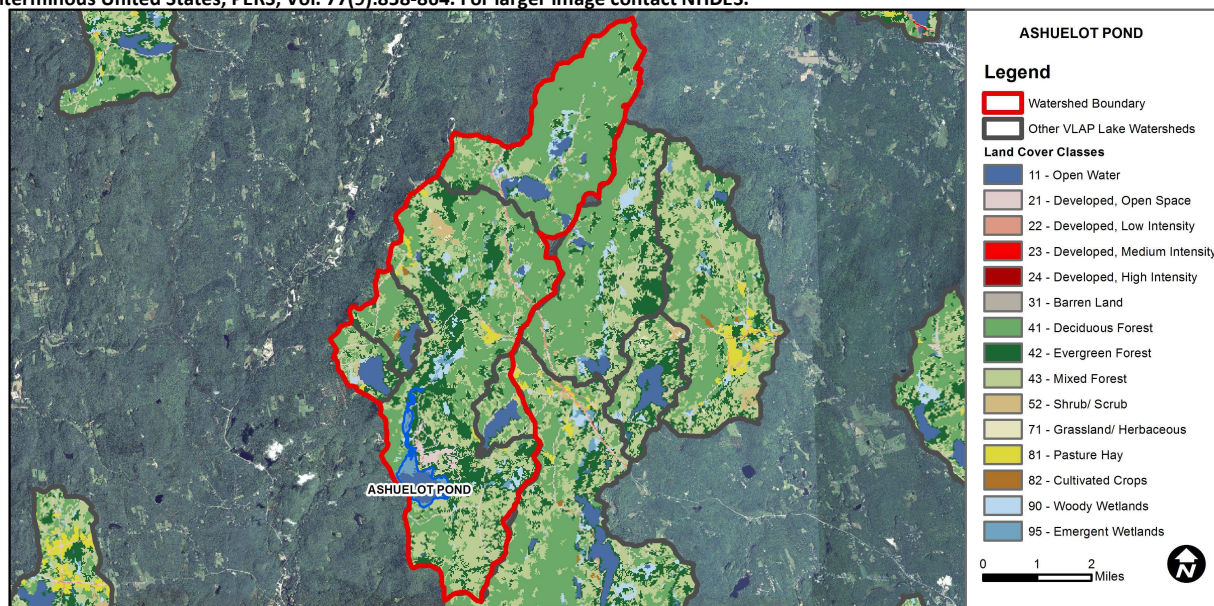 nterminous United States, PERS, Vol. 77(9):858-864. For larger image contact NHDES.
ASHUELOT POND
Legend
Watershed Boundary
Other VLAP Lake Watersheds
Land Cover Classes
11 - Open Water
21 - Developed, Open Space
22 - Developed, Low Intensity
23 - Developed, Medium Intensity
24 - Developed, High Intensity
31 - Barren Land
41 - Deciduous Forest
42 - Evergreen Forest
43 - Mixed Forest
52 - Shrub/ Scrub
71 - Grassland/ Herbaceous
81 - Pasture Hay
82 - Cultivated Crops
90 - Woody Wetlands
95 - Emergent Wetlands
0 1 2
Miles
N
ASHUELOT POND